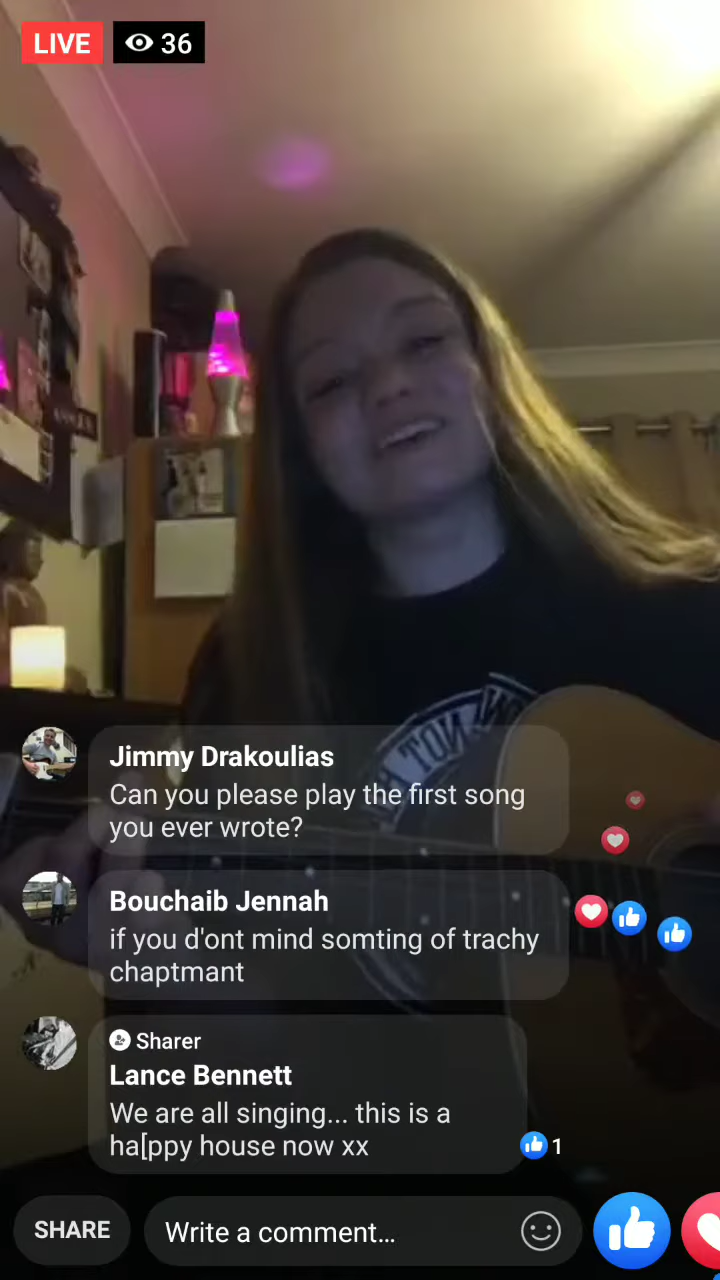 LIVE 36
NOT
Jimmy Drakoulias
Can you please play the first song
you ever wrote?
Bouchaib Jennah
if you d'ont mind somting of trachy
chaptmant
Sharer
Lance Bennett
We are all singing... this is a
ha[ppy house now xx
1
SHARE
Write a comment...